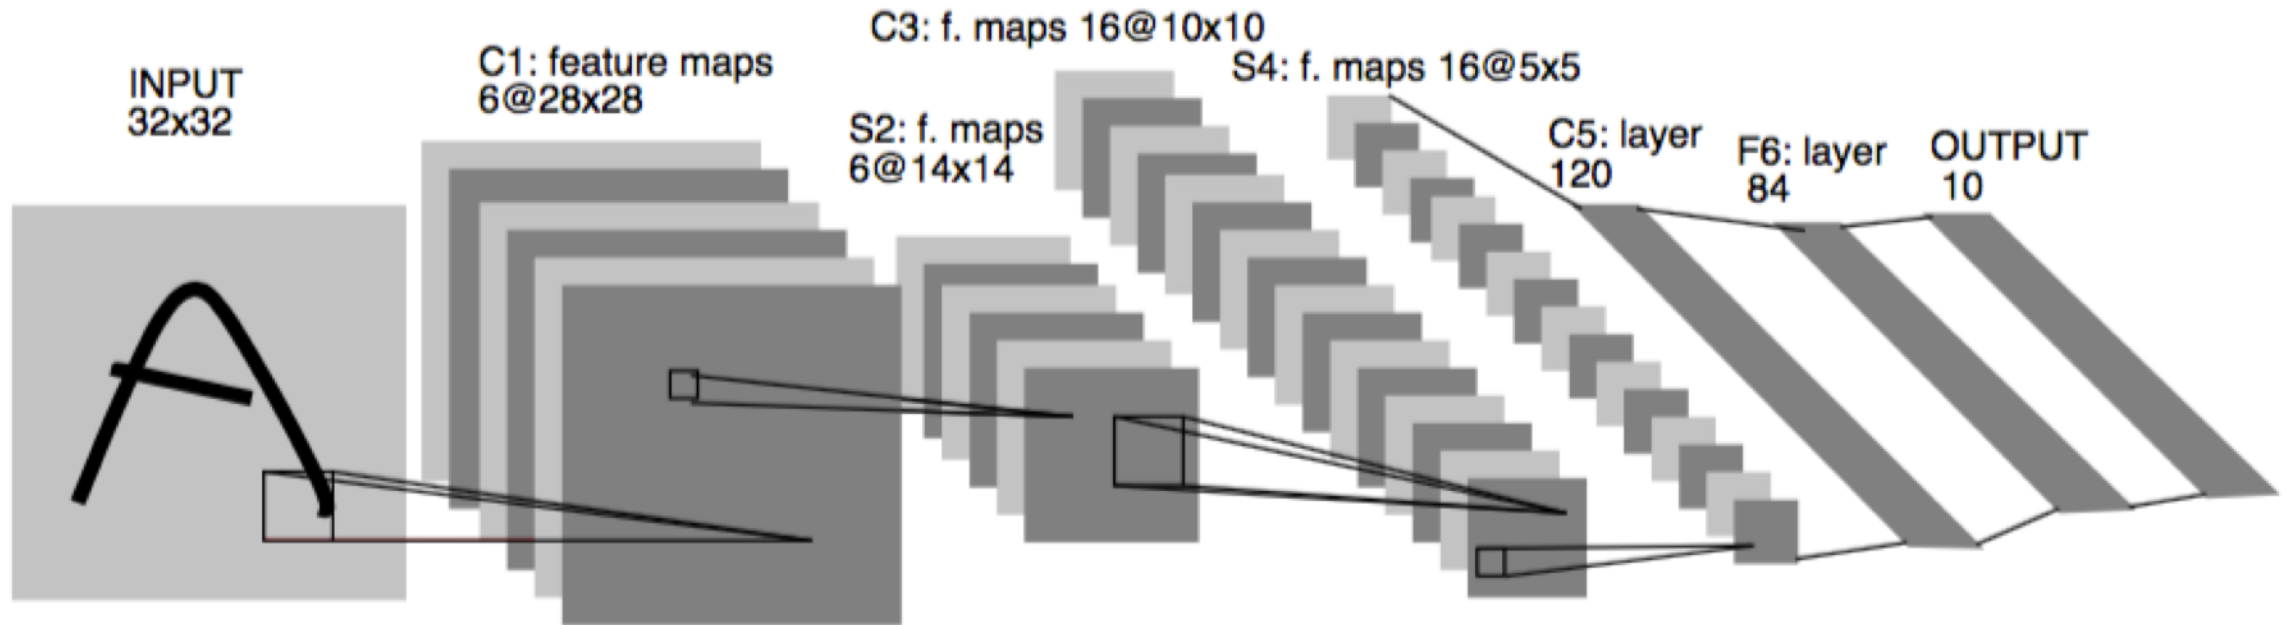 INPUT
32x32
C1: feature maps
6@28x28
S2: f. maps
6@14x14
C3: f. maps 16@10x10
S4: f. maps 16@5x5
C5: layer
120
F6: layer
84
OUTPUT
10
A